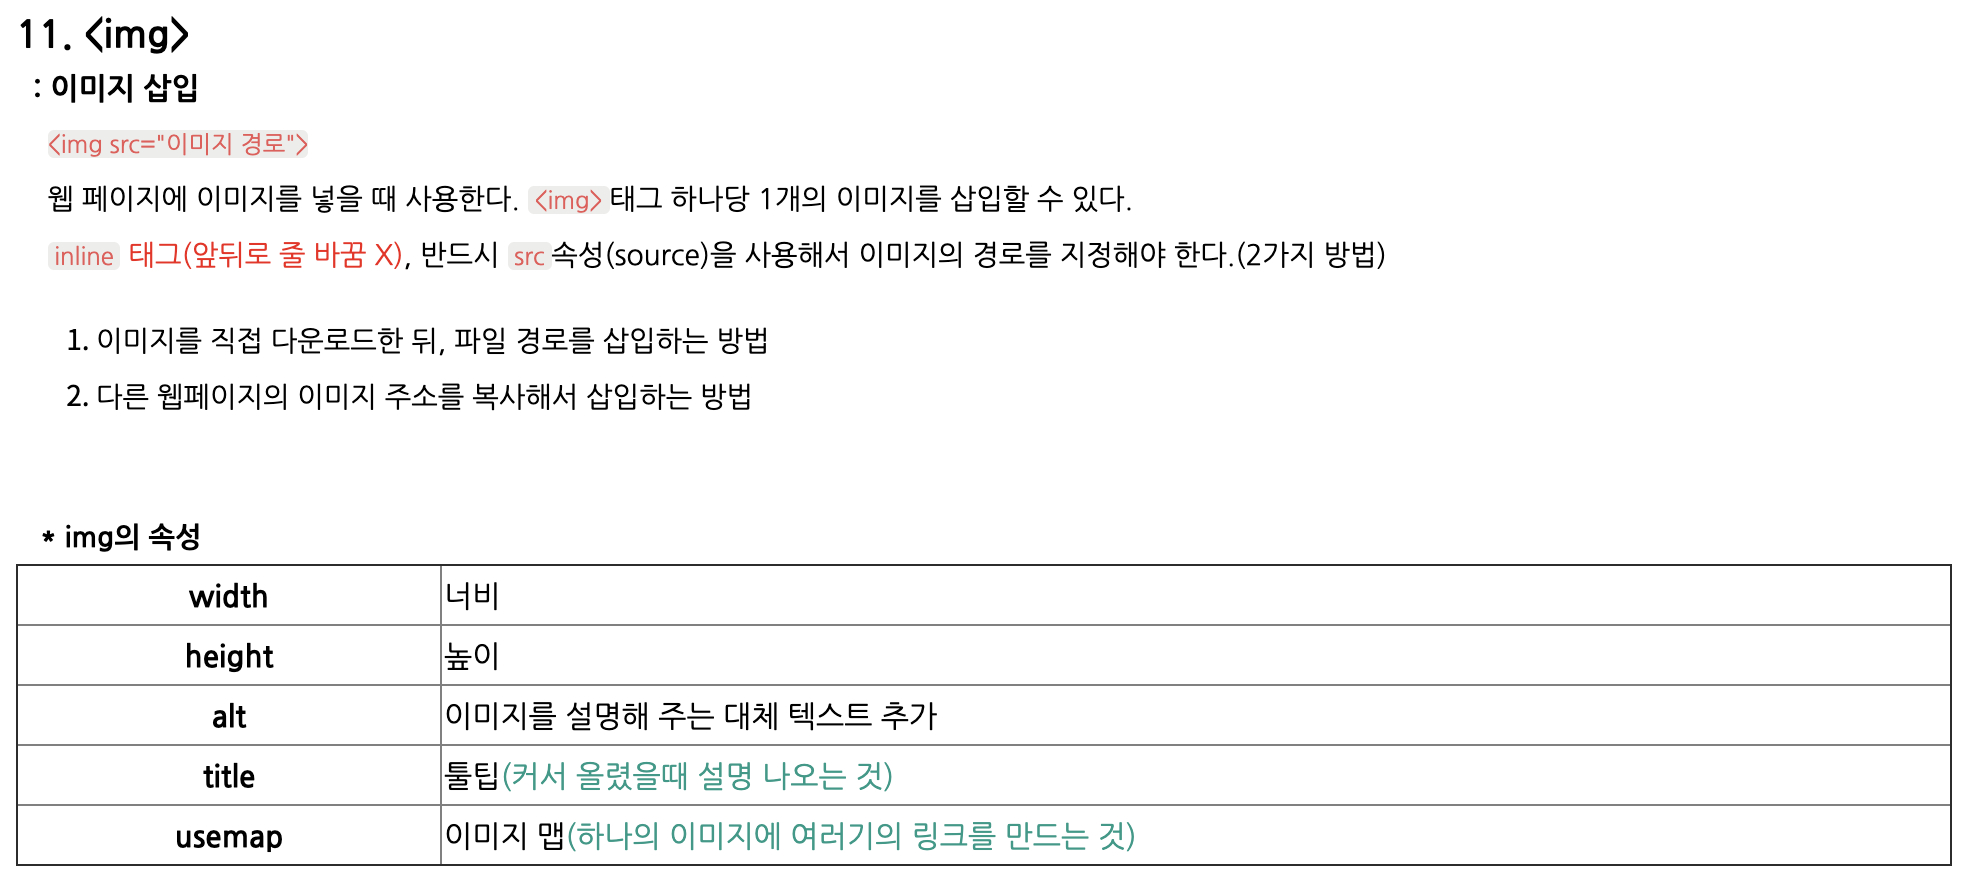 11. <img>
: 이미지 삽입
<img src="이미지 경로">
웹 페이지에 이미지를 넣을 때 사용한다. <img>태그 하나당 1개의 이미지를 삽입할 수 있다.
inline 태그(앞뒤로 줄 바꿈 X), 반드시 src속성(source)을 사용해서 이미지의 경로를 지정해야 한다.(2가지 방법)
1. 이미지를 직접 다운로드한 뒤, 파일 경로를 삽입하는 방법
2. 다른 웹페이지의 이미지 주소를 복사해서 삽입하는 방법
* img의 속성
width 너비
height 높이
alt 이미지를 설명해 주는 대체 텍스트 추가
title 툴팁(커서 올렸을때 설명 나오는 것)
usemap 이미지 맵(하나의 이미지에 여러기의 링크를 만드는 것)